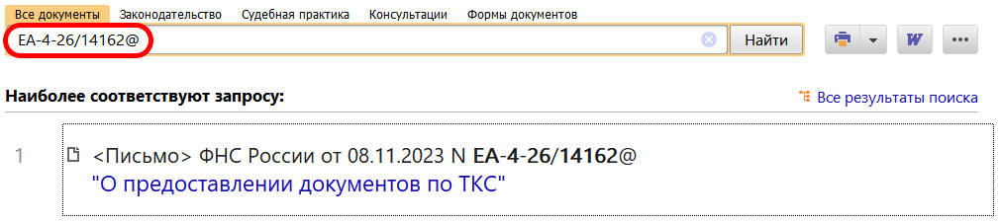 Все документы Законодательство Судебная практика Консультации Формы документов
ЕА-4-26/14162@ Найти W
Наиболее соответствуют запросу: Все результаты поиска
1 <Письмо> ФНС России от 08.11.2023 N ЕА-4-26/14162@
"О предоставлении документов по ТКС"